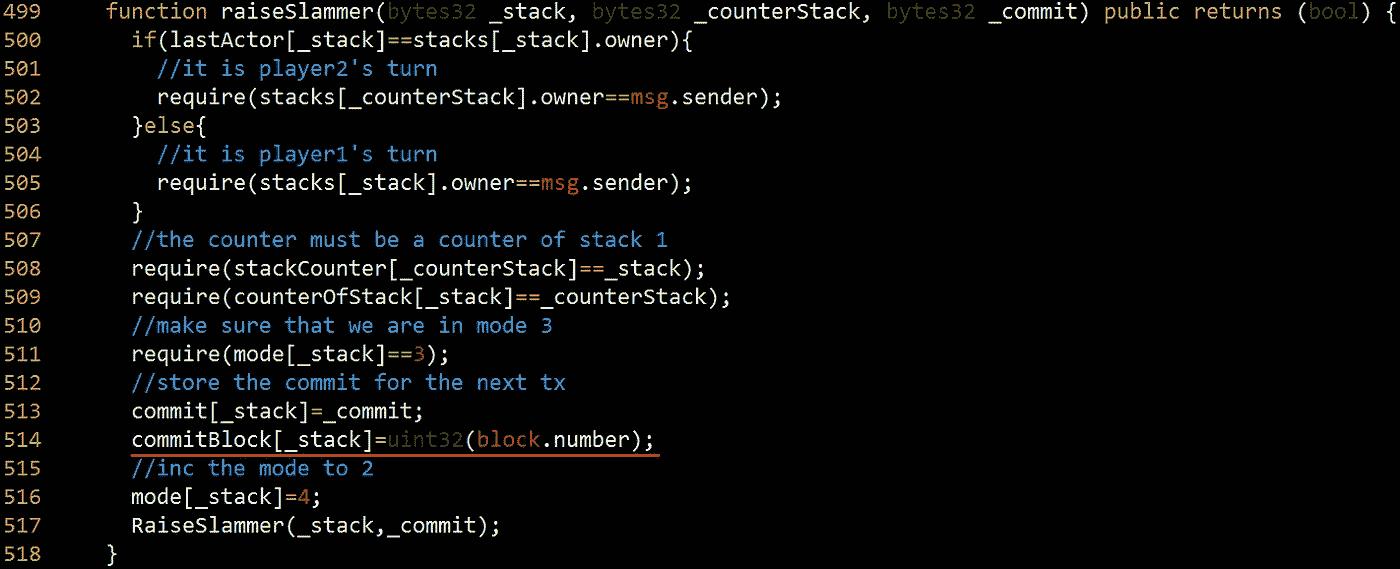 499 function raiseSlammer(bytes32 _stack, bytes32 _counterStack, bytes32 _commit) public returns (bool) {
500 if(lastActor[_stack]==stacks[_stack].owner){
501 //it is player2's turn
502 require(stacks[_counterStack].owner==msg.sender);
503 }else{
504 //it is player1's turn
505 require(stacks[_stack].owner==msg.sender);
506 }
507 //the counter must be a counter of stack 1
508 require(stackCounter[_counterStack]==_stack);
509 require(counterOfStack[_stack]==_counterStack);
510 //make sure that we are in mode 3
511 require(mode[_stack]==3);
512 //store the commit for the next tx
513 commit[_stack]=_commit;
514 commitBlock[_stack]=uint32(block.number);
515 //inc the mode to 2
516 mode[_stack]=4;
517 RaiseSlammer(_stack,_commit);
518 }